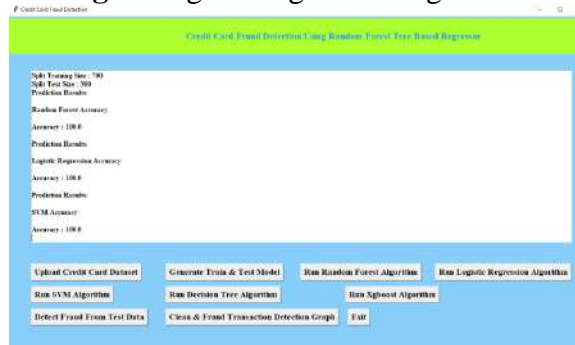 Credit Card Fraud Detection
Credit Card Fraud Detection Using Random Forest Tree Based Regressor
Split Training Size : 700
Split Test Size : 300
Prediction Results
Random Forest Accuracy
Accuracy : 100.0
Prediction Results
Logistic Regression Accuracy
Accuracy : 100.0
Prediction Results
SVM Accuracy
Accuracy : 100.0
Upload Credit Card Dataset
Generate Train & Test Model
Run Random Forest Algorithm
Run Logistic Regression Algorithm
Run SVM Algorithm
Run Decision Tree Algorithm
Run Xgboost Algorithm
Detect Fraud From Test Data
Clean & Fraud Transaction Detection Graph
Exit